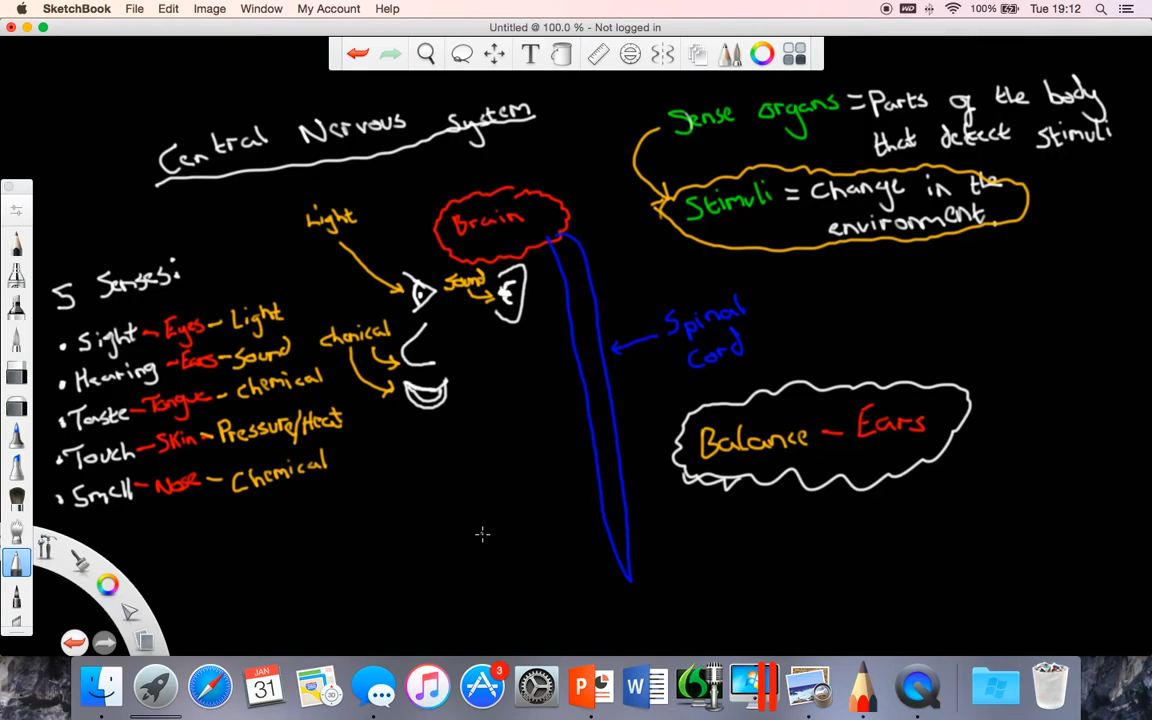 SketchBook File Edit Image Window My Account Help
100% Tue 19:12
Untitled @ 100.0 % - Not logged in
Central Nervous System
Sense organs = Parts of the body
that detect Stimuli
Stimuli = Change in the
environment.
Brain
Light
Sound
chemical
5 Senses:
• Sight - Eyes - Light
• Hearing - Ears - Sound
• Taste - Tongue - Chemical
• Touch - Skin - Pressure/Heat
• Smell - Nose - Chemical
Spinal
Cord
Balance - Ears
JAN
31
3
P
W